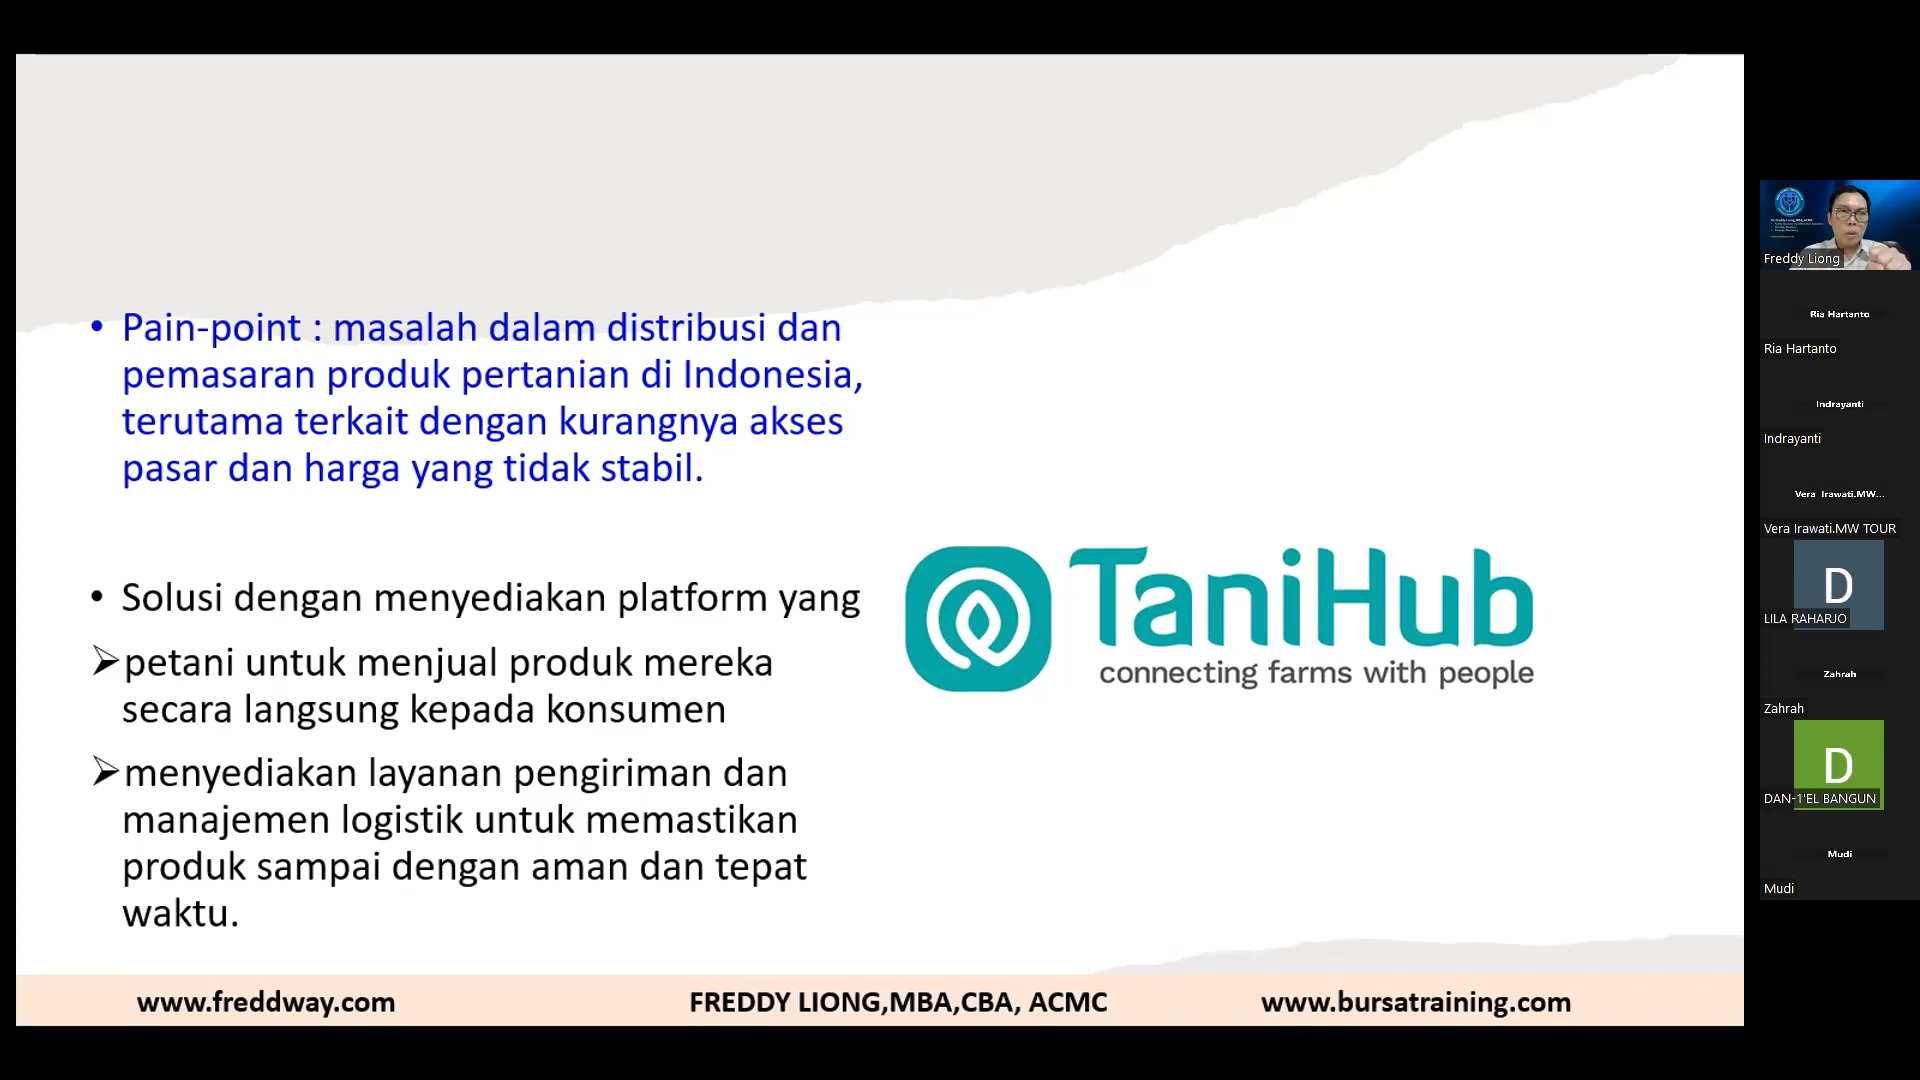 • Pain-point : masalah dalam distribusi dan
pemasaran produk pertanian di Indonesia,
terutama terkait dengan kurangnya akses
pasar dan harga yang tidak stabil.
• Solusi dengan menyediakan platform yang
➢petani untuk menjual produk mereka
secara langsung kepada konsumen
➢menyediakan layanan pengiriman dan
manajemen logistik untuk memastikan
produk sampai dengan aman dan tepat
waktu.
TaniHub
connecting farms with people
www.freddway.com
FREDDY LIONG,MBA,CBA, ACMC
www.bursatraining.com
Freddy Liong
Ria Hartanto
Ria Hartanto
Indrayanti
Indrayanti
Vera Irawati.MW...
Vera Irawati.MW TOUR
D
LILA RAHARJO
Zahrah
Zahrah
D
DAN-1'EL BANGUN
Mudi
Mudi